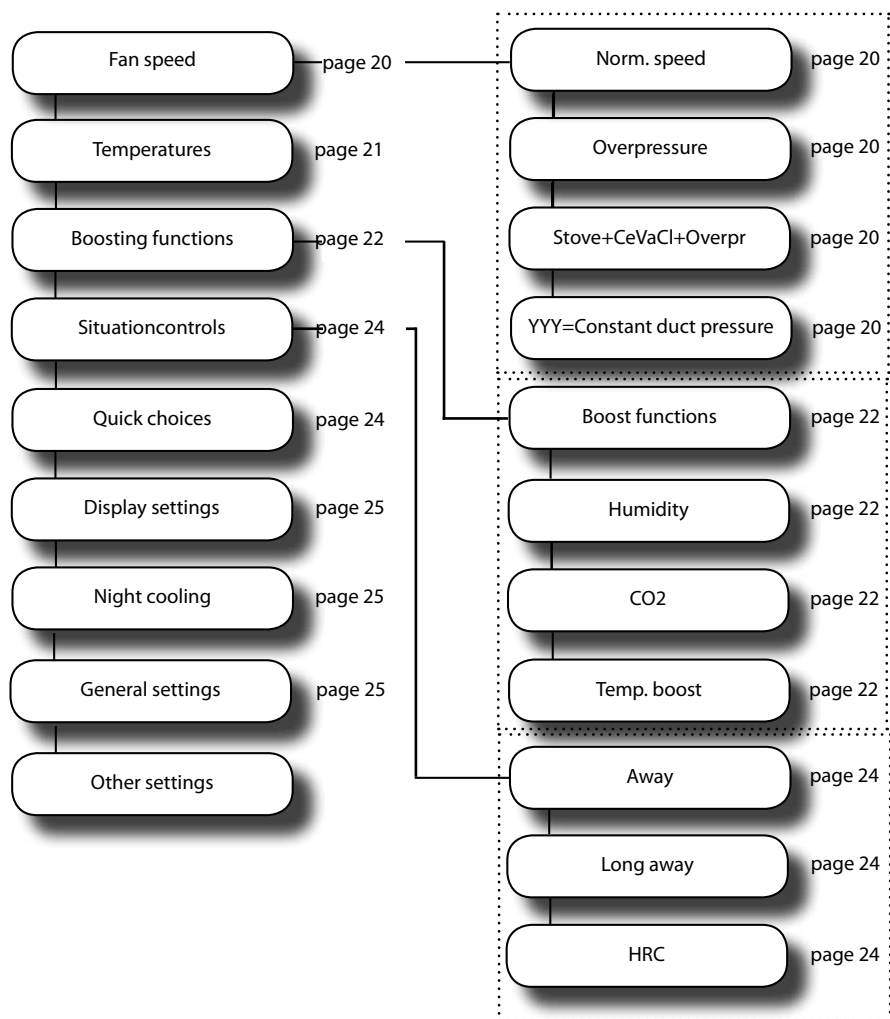 Fan speed
page 20
Temperatures
page 21
Boosting functions
page 22
Situationcontrols
page 24
Quick choices
page 24
Display settings
page 25
Night cooling
page 25
General settings
page 25
Other settings
Norm. speed
page 20
Overpressure
page 20
Stove+CeVaCl+Overpr
page 20
YYY=Constant duct pressure
page 20
Boost functions
page 22
Humidity
page 22
CO2
page 22
Temp. boost
page 22
Away
page 24
Long away
page 24
HRC
page 24